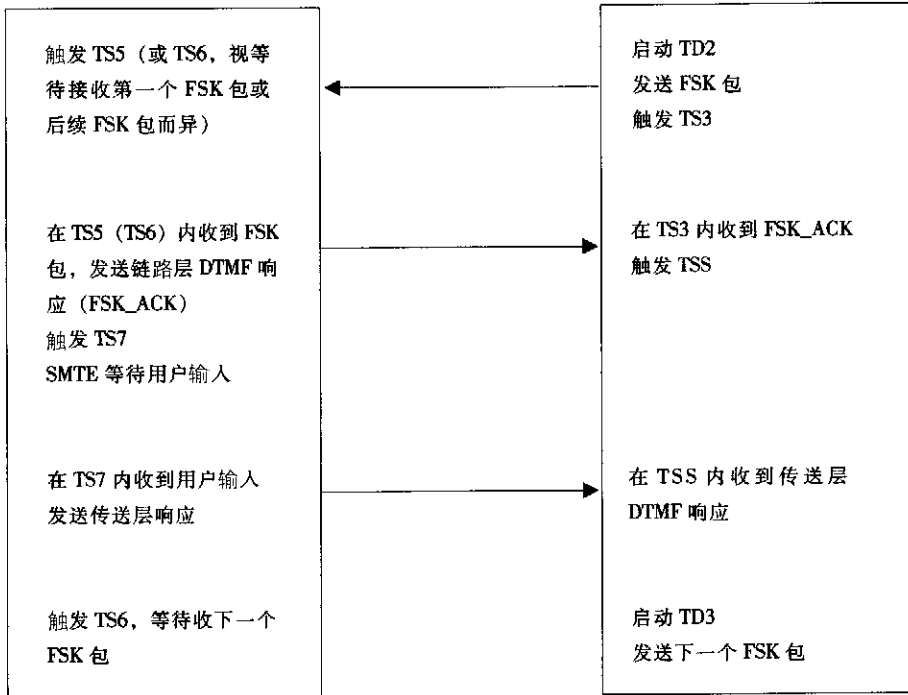 触发 TS5（或 TS6，视等
待接收第一个 FSK 包或
后续 FSK 包而异）
启动 TD2
发送 FSK 包
触发 TS3
在 TS5（TS6）内收到 FSK
包，发送链路层 DTMF 响
应（FSK_ACK）
触发 TS7
SMTE 等待用户输入
在 TS3 内收到 FSK_ACK
触发 TSS
在 TS7 内收到用户输入
发送传送层响应
在 TSS 内收到传送层
DTMF 响应
触发 TS6，等待收下一个
FSK 包
启动 TD3
发送下一个 FSK 包